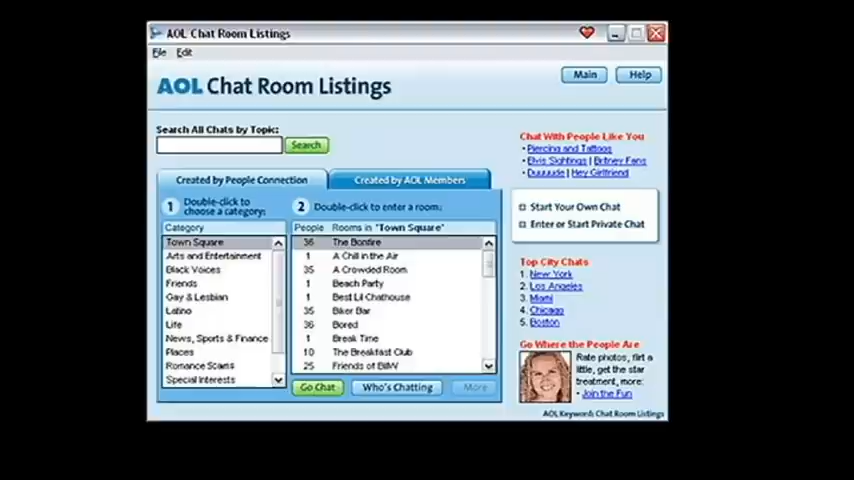 AOL Chat Room Listings
File Edit
AOL Chat Room Listings
Main Help
Search All Chats by Topic:
Search
Created by People Connection
Created by AOL Members
1 Double-click to choose a category:
2 Double-click to enter a room:
Category
Town Square
Arts and Entertainment
Black Voices
Friends
Gay & Lesbian
Latino
Life
News, Sports & Finance
Places
Romance Scams
Special Interests
People Rooms in "Town Square"
36 The Bonfire
1 A Chill in the Air
35 A Crowded Room
1 Beach Party
1 Best Lil Chathouse
35 Biker Bar
36 Bored
1 Break Time
10 The Breakfast Club
25 Friends of Bill W
Go Chat
Who's Chatting
More
Chat With People Like You
• Piercing and Tattoos
• Elvis Sightings | Britney Fans
• Duuuude | Hey Girlfriend
Start Your Own Chat
Enter or Start Private Chat
Top City Chats
1. New York
2. Los Angeles
3. Miami
4. Chicago
5. Boston
Go Where the People Are
Rate photos, flirt a
little, get the star
treatment, more:
• Join the Fun
AOL Keyword: Chat Room Listings